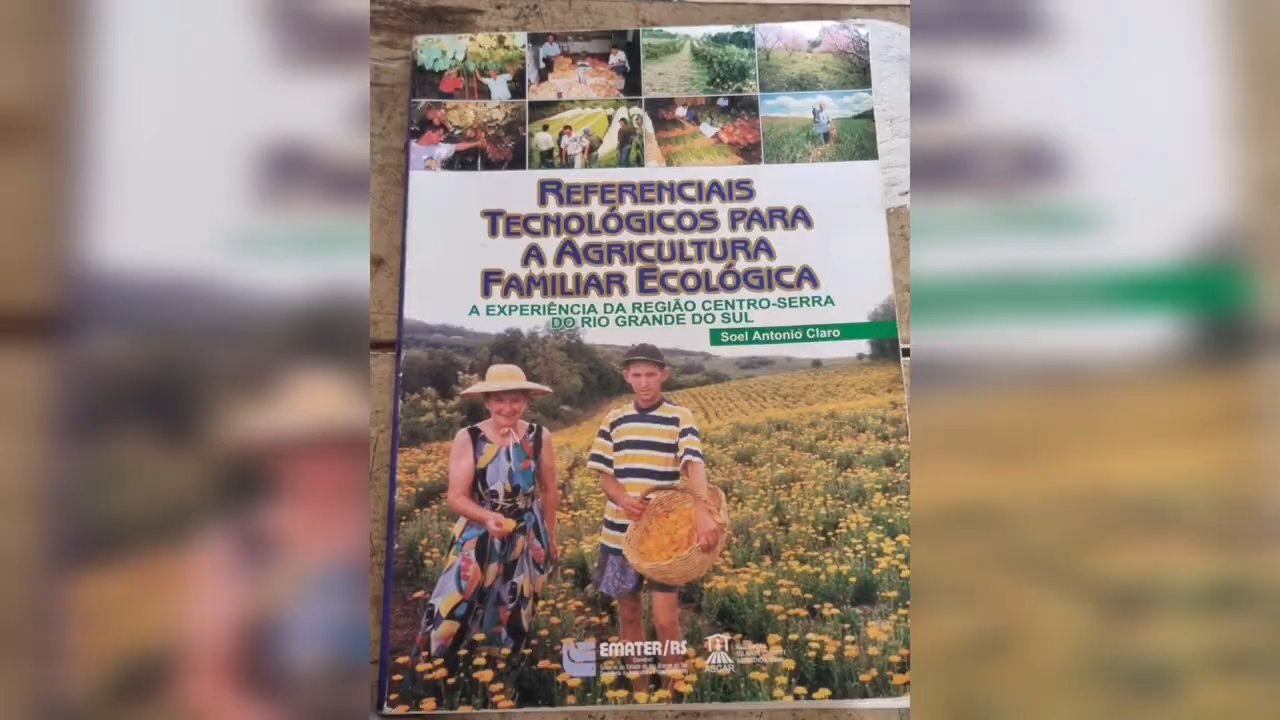 REFERENCIAIS
TECNOLÓGICOS PARA
A AGRICULTURA
FAMILIAR ECOLÓGICA
A EXPERIÊNCIA DA REGIÃO CENTRO-SERRA
DO RIO GRANDE DO SUL
Soel Antonio Claro
EMATER/RS
ASCAR